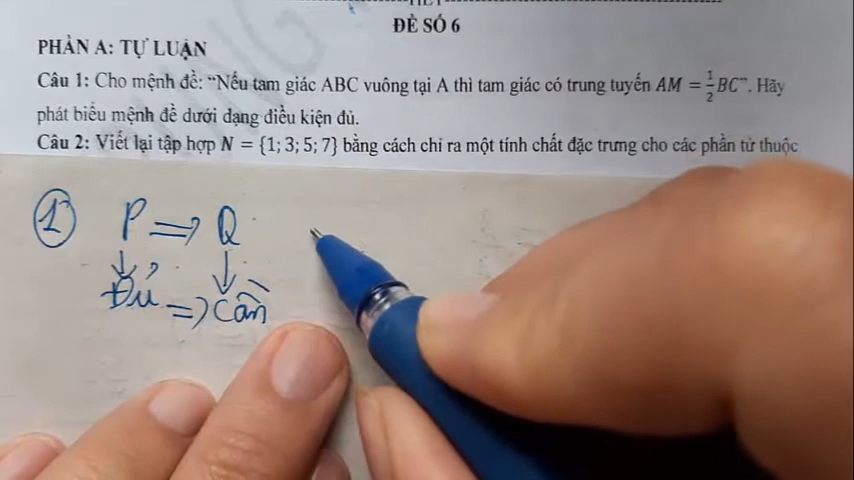 ĐỀ SỐ 6
PHẦN A: TỰ LUẬN
Câu 1: Cho mệnh đề: “Nếu tam giác ABC vuông tại A thì tam giác có trung tuyến AM = \frac{1}{2}BC”. Hãy
phát biểu mệnh đề dưới dạng điều kiện đủ.
Câu 2: Viết lại tập hợp N = {1; 3; 5; 7} bằng cách chỉ ra một tính chất đặc trưng cho các phần tử thuộc
① P ⇒ Q
↓ ↓
Đủ ⇒ Cần